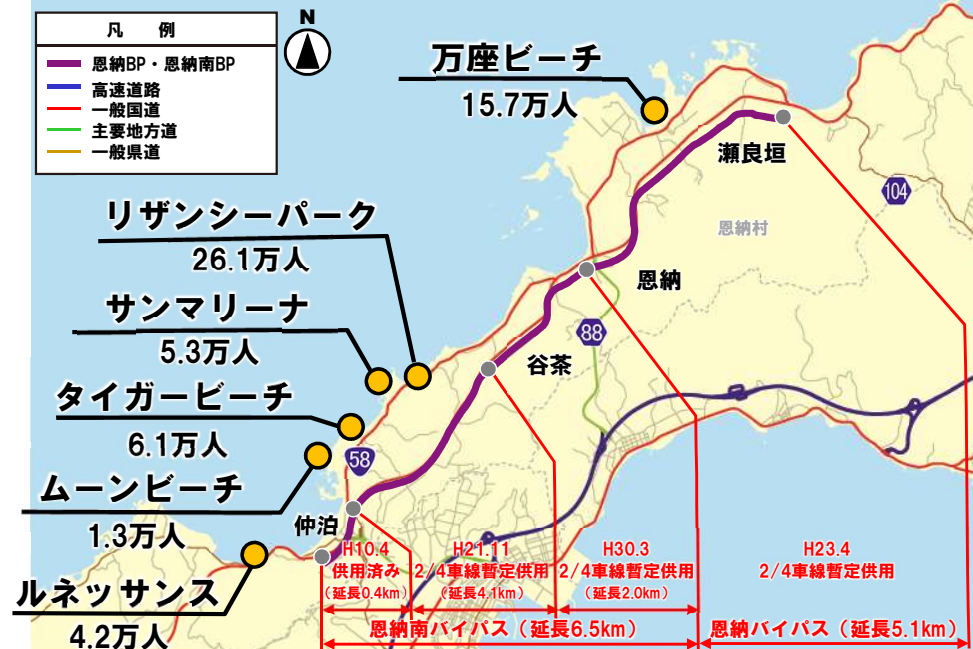 凡 例
恩納BP・恩納南BP
高速道路
一般国道
主要地方道
一般県道
N
万座ビーチ
15.7万人
瀬良垣
104
恩納村
リザンシーパーク
26.1万人
恩納
サンマリーナ
5.3万人
88
谷茶
タイガービーチ
6.1万人
58
ムーンビーチ
1.3万人
仲泊
ルネッサンス
4.2万人
H10.4
供用済み
(延長0.4km)
H21.11
2/4車線暫定供用
(延長4.1km)
H30.3
2/4車線暫定供用
(延長2.0km)
H23.4
2/4車線暫定供用
恩納南バイパス（延長6.5km）
恩納バイパス（延長5.1km）